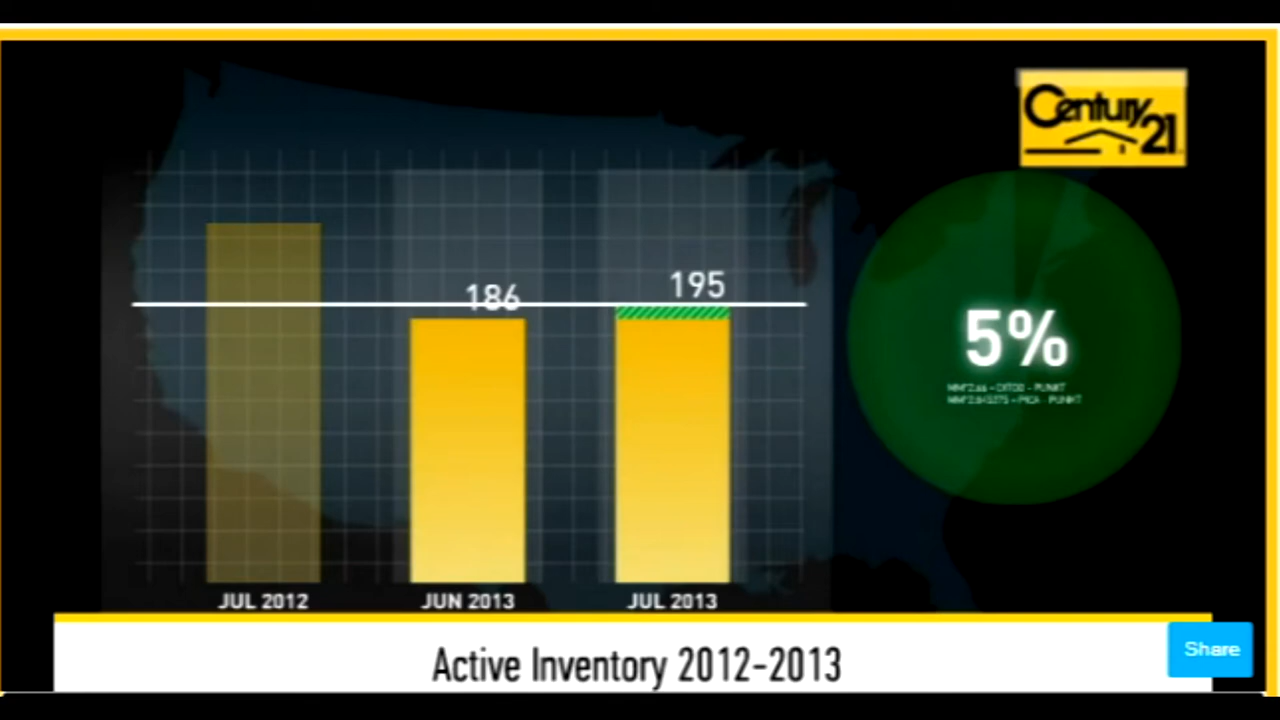 Century 21
195
186
5%
JUL 2012
JUN 2013
JUL 2013
Active Inventory 2012-2013
Share